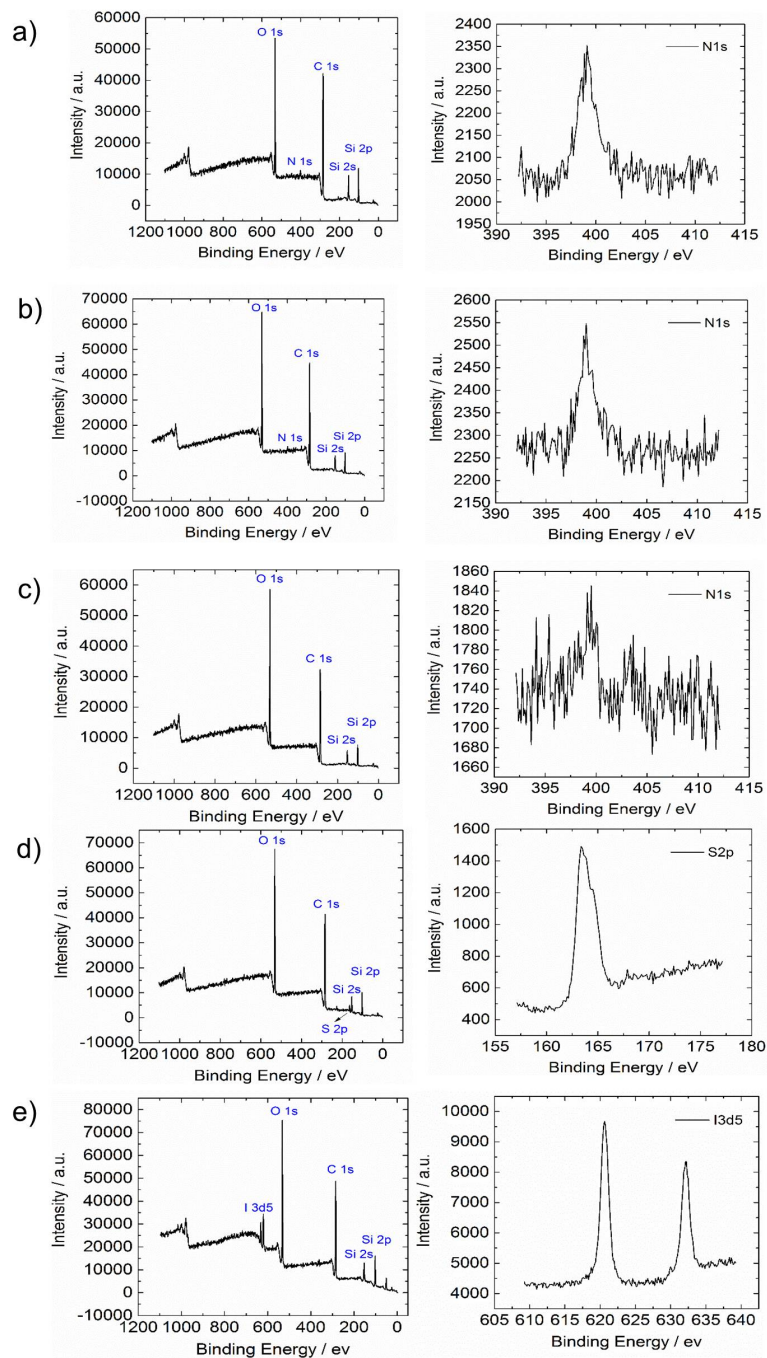 a)
60000
50000
40000
30000
20000
10000
0
O 1s
C 1s
N 1s
Si 2s
Si 2p
1200 1000 800 600 400 200 0
Binding Energy / eV
Intensity / a.u.
2400
2350
2300
2250
2200
2150
2100
2050
2000
1950
N1s
390 395 400 405 410 415
Binding Energy / eV
Intensity / a.u.
b)
70000
60000
50000
40000
30000
20000
10000
0
-10000
O 1s
C 1s
N 1s
Si 2p
Si 2s
1200 1000 800 600 400 200 0
Binding Energy / eV
Intensity / a.u.
2600
2550
2500
2450
2400
2350
2300
2250
2200
2150
N1s
390 395 400 405 410 415
Binding Energy / eV
Intensity / a.u.
c)
60000
50000
40000
30000
20000
10000
0
O 1s
C 1s
Si 2p
Si 2s
1200 1000 800 600 400 200 0
Binding Energy / eV
Intensity / a.u.
1860
1840
1820
1800
1780
1760
1740
1720
1700
1680
1660
N1s
390 395 400 405 410 415
Binding Energy / eV
Intensity / a.u.
d)
70000
60000
50000
40000
30000
20000
10000
0
-10000
O 1s
C 1s
Si 2p
Si 2s
S 2p
1200 1000 800 600 400 200 0
Binding Energy / eV
Intensity / a.u.
1600
1400
1200
1000
800
600
400
S2p
155 160 165 170 175 180
Binding Energy / eV
Intensity / a.u.
e)
80000
70000
60000
50000
40000
30000
20000
10000
0
-10000
O 1s
C 1s
I 3d5
Si 2p
Si 2s
1200 1000 800 600 400 200 0
Binding Energy / ev
Intensity / a.u.
10000
9000
8000
7000
6000
5000
4000
I3d5
605 610 615 620 625 630 635 640
Binding Energy / ev
Intensity / a.u.